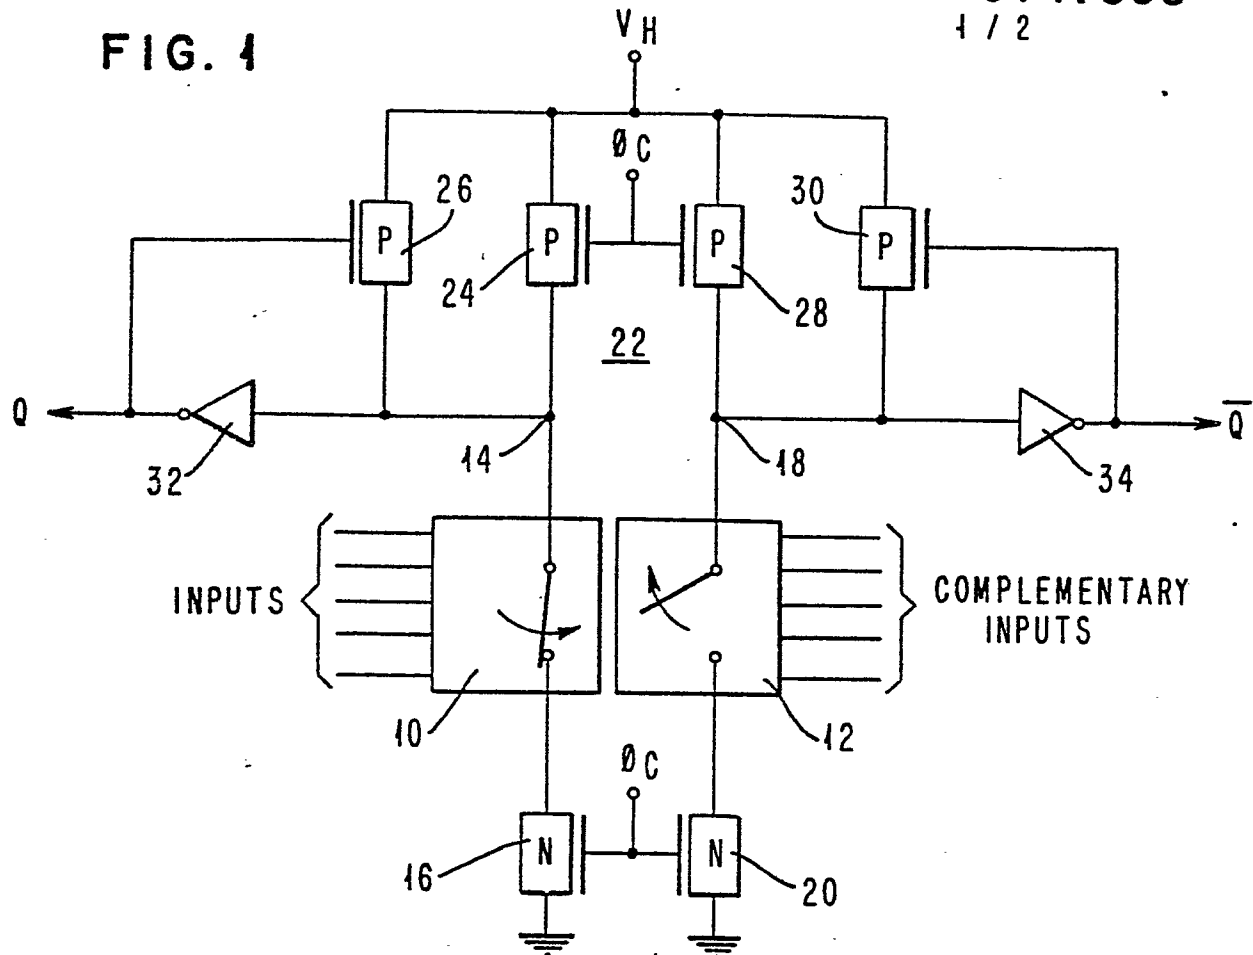 FIG. 1
1 / 2
VH
ØC
26
30
P
P
P
P
24
28
22
Q
Q̅
32
14
18
34
INPUTS
COMPLEMENTARY
INPUTS
10
12
ØC
N
N
16
20